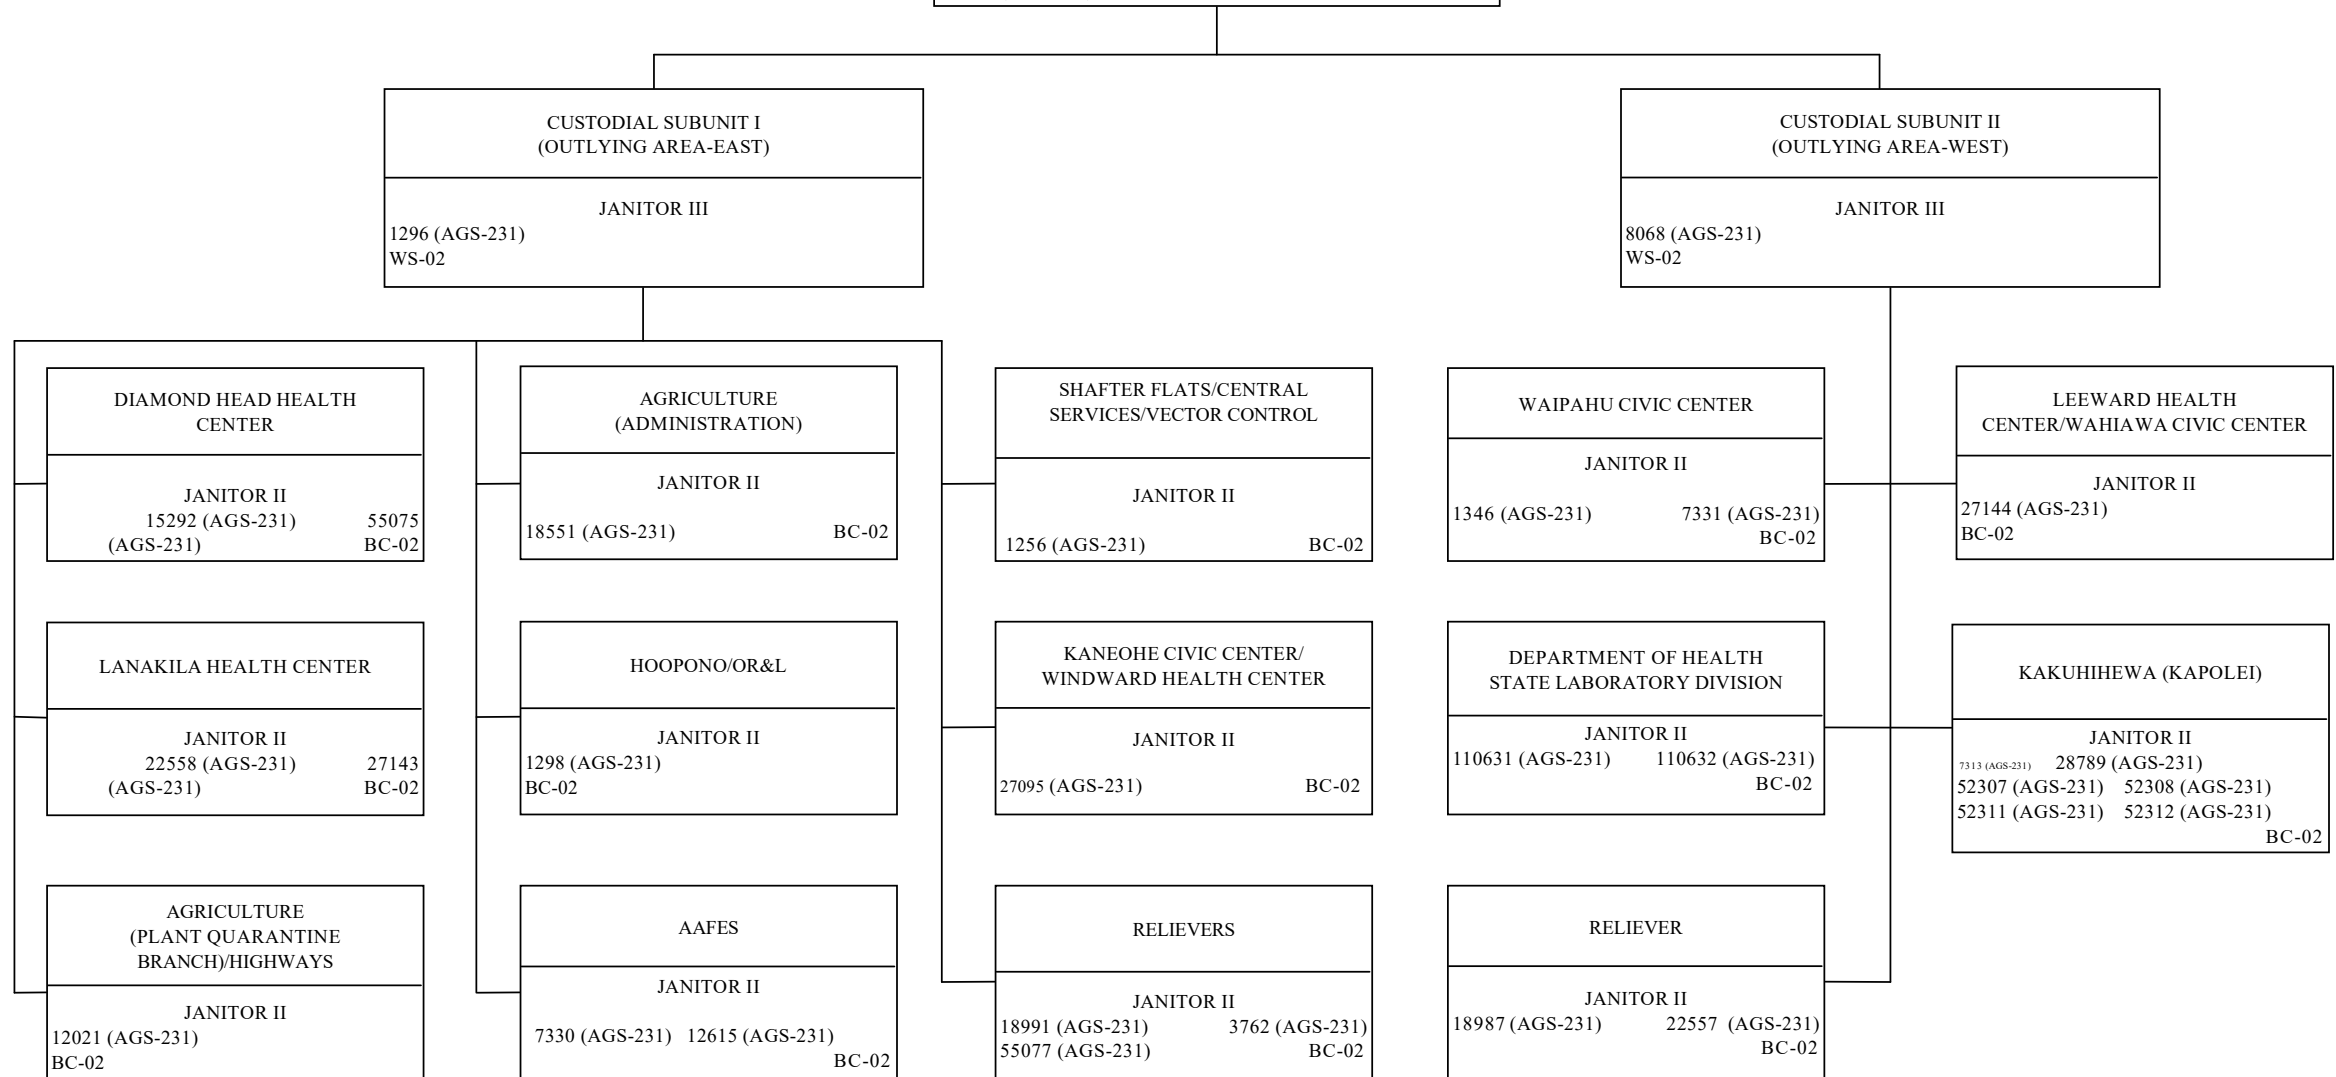 CUSTODIAL SUBUNIT I
(OUTLYING AREA-EAST)
JANITOR III
1296 (AGS-231)
WS-02
CUSTODIAL SUBUNIT II
(OUTLYING AREA-WEST)
JANITOR III
8068 (AGS-231)
WS-02
DIAMOND HEAD HEALTH
CENTER
JANITOR II
15292 (AGS-231) 55075
(AGS-231) BC-02
AGRICULTURE
(ADMINISTRATION)
JANITOR II
18551 (AGS-231) BC-02
SHAFTER FLATS/CENTRAL
SERVICES/VECTOR CONTROL
JANITOR II
1256 (AGS-231) BC-02
WAIPAHU CIVIC CENTER
JANITOR II
1346 (AGS-231) 7331 (AGS-231)
BC-02
LEEWARD HEALTH
CENTER/WAHIAWA CIVIC CENTER
JANITOR II
27144 (AGS-231)
BC-02
LANAKILA HEALTH CENTER
JANITOR II
22558 (AGS-231) 27143
(AGS-231) BC-02
HOOPONO/OR&L
JANITOR II
1298 (AGS-231)
BC-02
KANEOHE CIVIC CENTER/
WINDWARD HEALTH CENTER
JANITOR II
27095 (AGS-231) BC-02
DEPARTMENT OF HEALTH
STATE LABORATORY DIVISION
JANITOR II
110631 (AGS-231) 110632 (AGS-231)
BC-02
KAKUHIHEWA (KAPOLEI)
JANITOR II
7313 (AGS-231) 28789 (AGS-231)
52307 (AGS-231) 52308 (AGS-231)
52311 (AGS-231) 52312 (AGS-231)
BC-02
AGRICULTURE
(PLANT QUARANTINE
BRANCH)/HIGHWAYS
JANITOR II
12021 (AGS-231)
BC-02
AAFES
JANITOR II
7330 (AGS-231) 12615 (AGS-231)
BC-02
RELIEVERS
JANITOR II
18991 (AGS-231) 3762 (AGS-231)
55077 (AGS-231) BC-02
RELIEVER
JANITOR II
18987 (AGS-231) 22557 (AGS-231)
BC-02